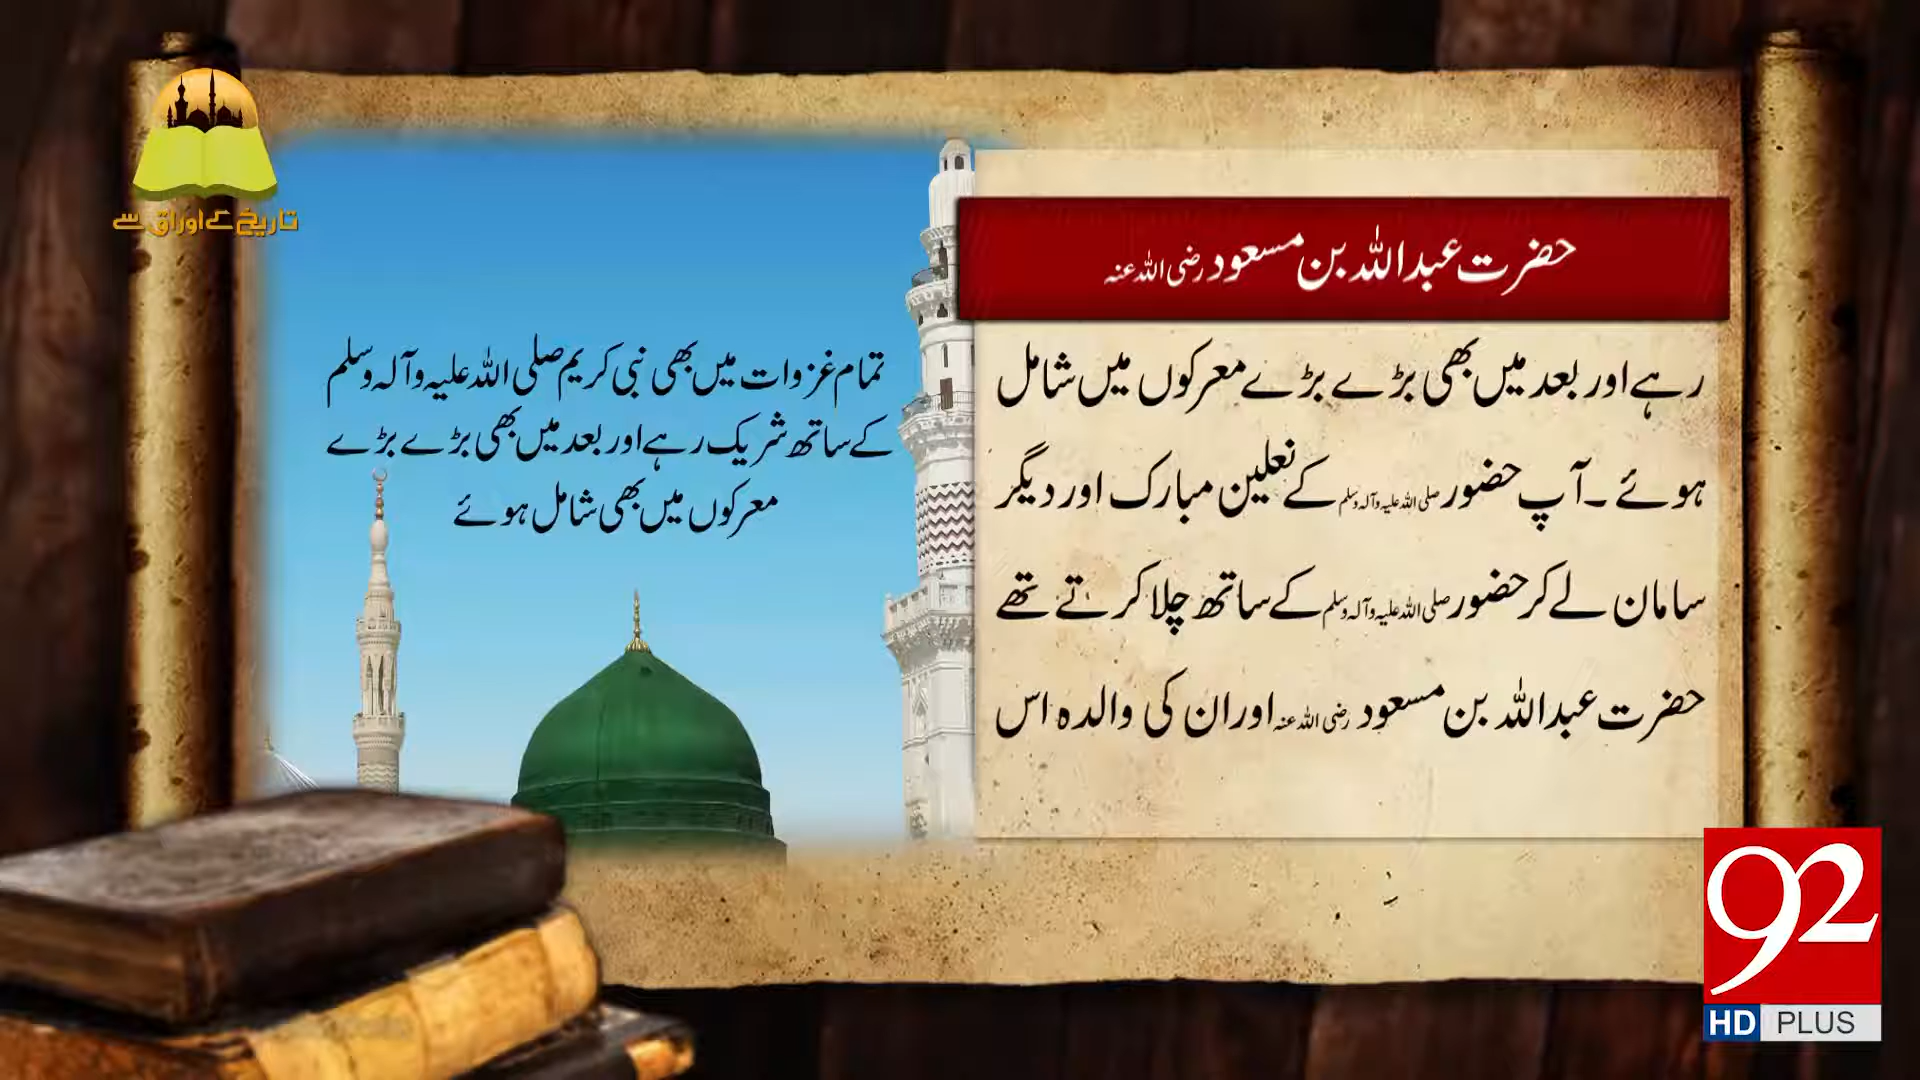 تاریخ کے اوراق سے
حضرت عبداللہ بن مسعود رضی اللہ عنہ
رہے اور بعد میں بھی بڑے بڑے معرکوں میں شامل
ہوئے ۔ آپ حضور صلی اللہ علیہ وآلہ وسلم کے نعلین مبارک اور دیگر
سامان لے کر حضور صلی اللہ علیہ وآلہ وسلم کے ساتھ چلا کرتے تھے
حضرت عبداللہ بن مسعود رضی اللہ عنہ اور ان کی والدہ اس
تمام غزوات میں بھی نبی کریم صلی اللہ علیہ وآلہ وسلم
کے ساتھ شریک رہے اور بعد میں بھی بڑے بڑے
معرکوں میں بھی شامل ہوئے
92
HD PLUS